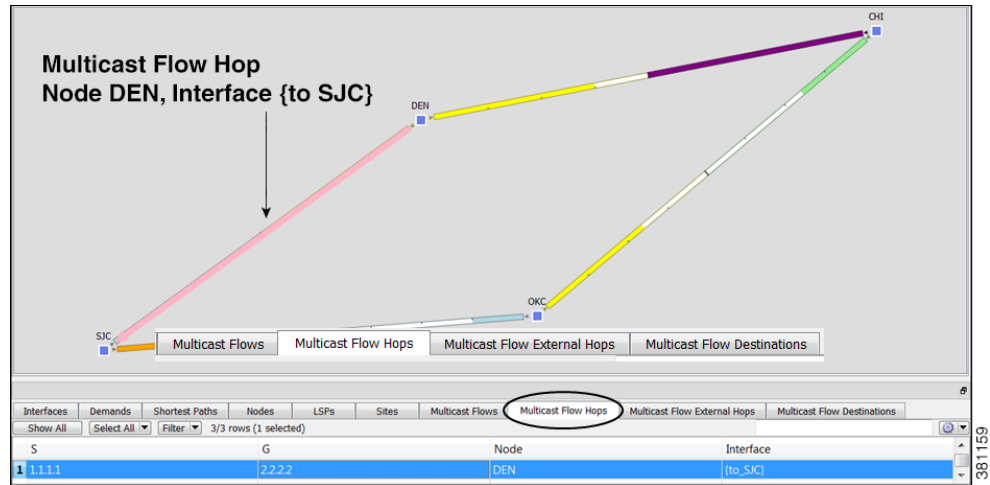 CHI
Multicast Flow Hop
Node DEN, Interface {to SJC}
DEN
OKC
SJC
Multicast Flows Multicast Flow Hops Multicast Flow External Hops Multicast Flow Destinations
Interfaces Demands Shortest Paths Nodes LSPs Sites Multicast Flows Multicast Flow Hops Multicast Flow External Hops Multicast Flow Destinations
Show All Select All Filter 3/3 rows (1 selected)
S G Node Interface
1 1.1.1.1 2.2.2.2 DEN {to_SJC}
381159